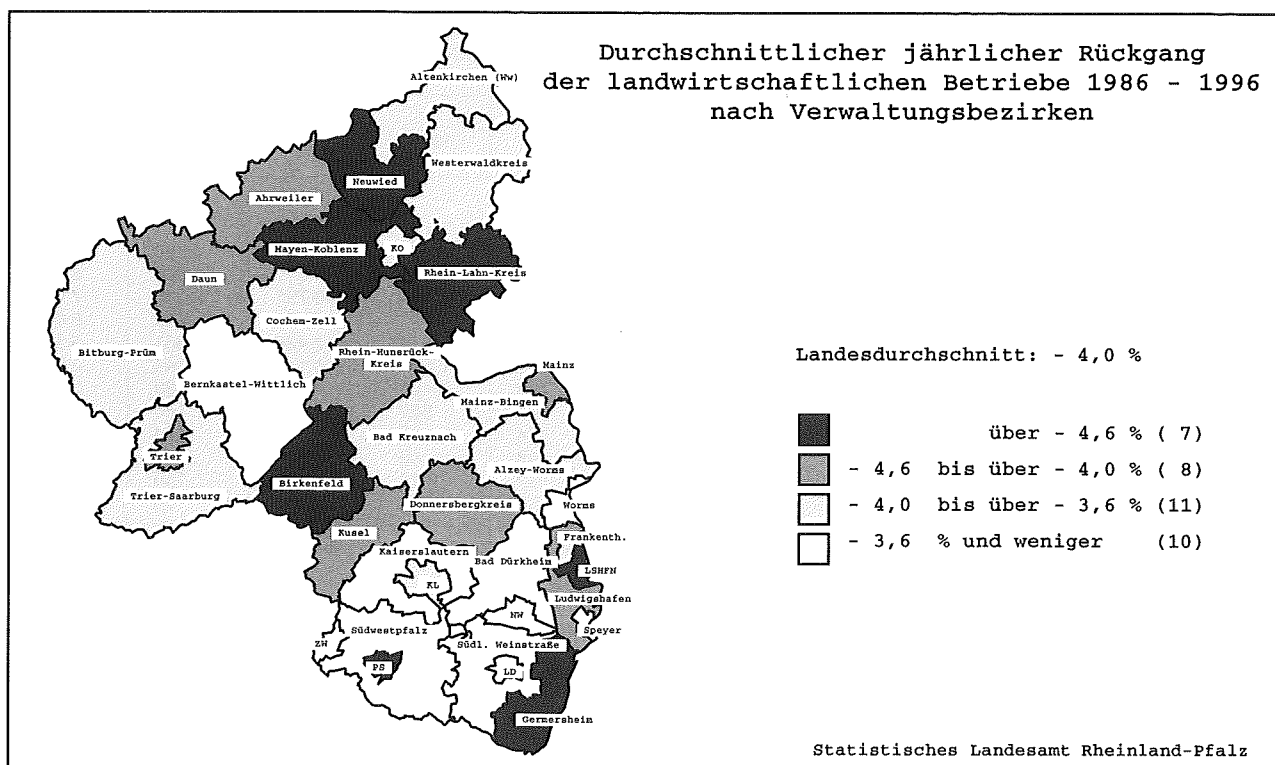 Durchschnittlicher jährlicher Rückgang
der landwirtschaftlichen Betriebe 1986 - 1996
nach Verwaltungsbezirken
Altenkirchen (Ww)
Westerwaldkreis
Neuwied
Ahrweiler
Mayen-Koblenz
KO
Rhein-Lahn-Kreis
Daun
Cochem-Zell
Bitburg-Prüm
Rhein-Hunsrück-
Kreis
Bernkastel-Wittlich
Mainz
Mainz-Bingen
Bad Kreuznach
Trier
Alzey-Worms
Trier-Saarburg
Birkenfeld
Donnersbergkreis
Worms
Kusel
Frankenth.
Kaiserslautern
Bad Dürkheim
LSHFN
KL
Ludwigshafen
NW
Speyer
ZW
Südwestpfalz
Südl. Weinstraße
PS
LD
Germersheim
Landesdurchschnitt: - 4,0 %
über - 4,6 % ( 7)
- 4,6 bis über - 4,0 % ( 8)
- 4,0 bis über - 3,6 % (11)
- 3,6 % und weniger (10)
Statistisches Landesamt Rheinland-Pfalz